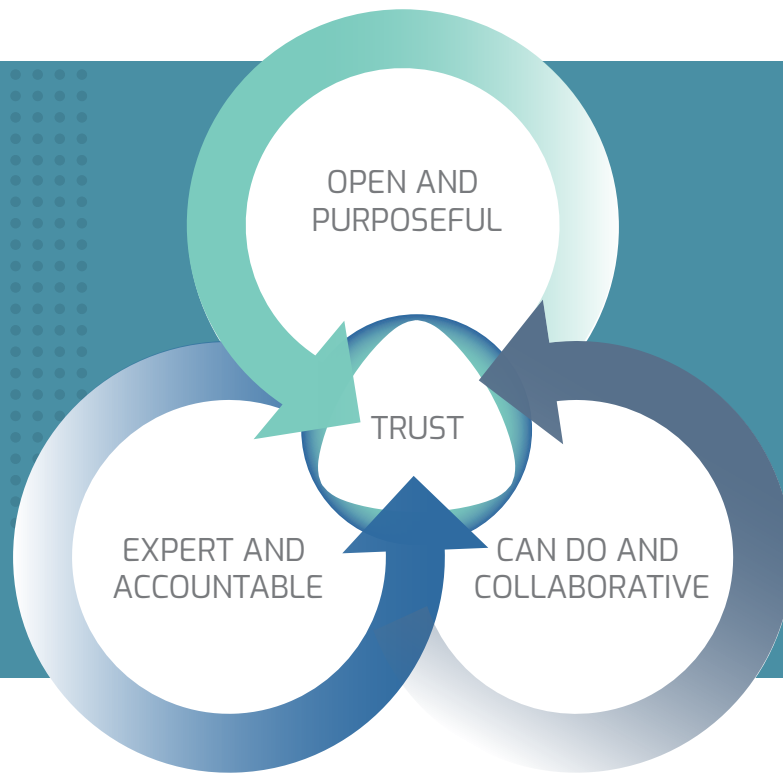 OPEN AND
PURPOSEFUL
TRUST
EXPERT AND
ACCOUNTABLE
CAN DO AND
COLLABORATIVE